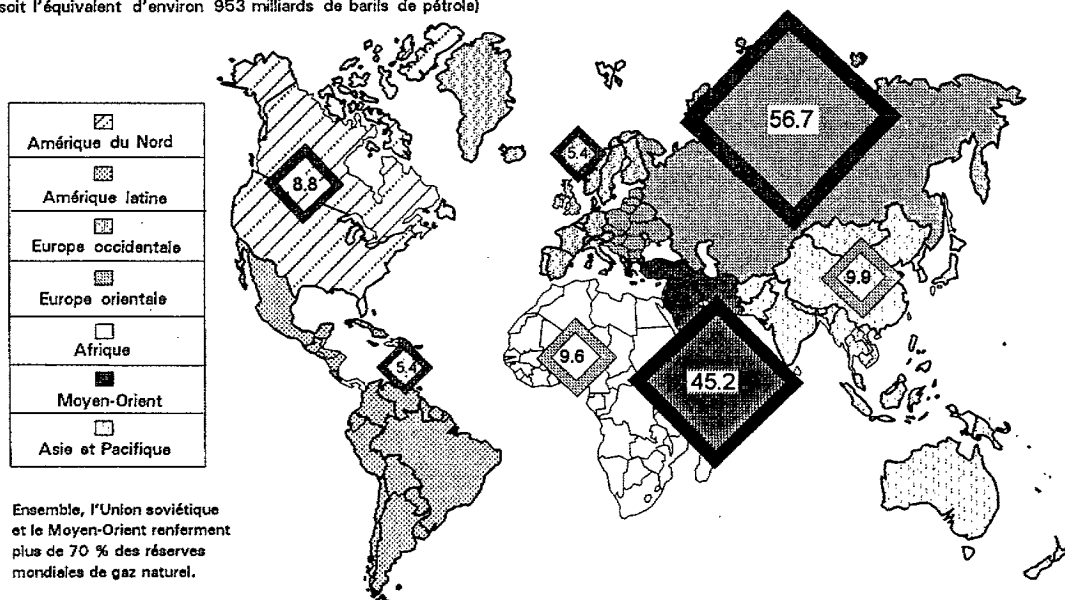 soit l'équivalent d'environ 953 milliards de barils de pétrole)
56.7
5.4
8.8
Amérique du Nord
Amérique latine
Europe occidentale
Europe orientale
Afrique
Moyen-Orient
Asie et Pacifique
9.9
9.6
5.4
45.2
Ensemble, l'Union soviétique
et le Moyen-Orient renferment
plus de 70 % des réserves
mondiales de gaz naturel.